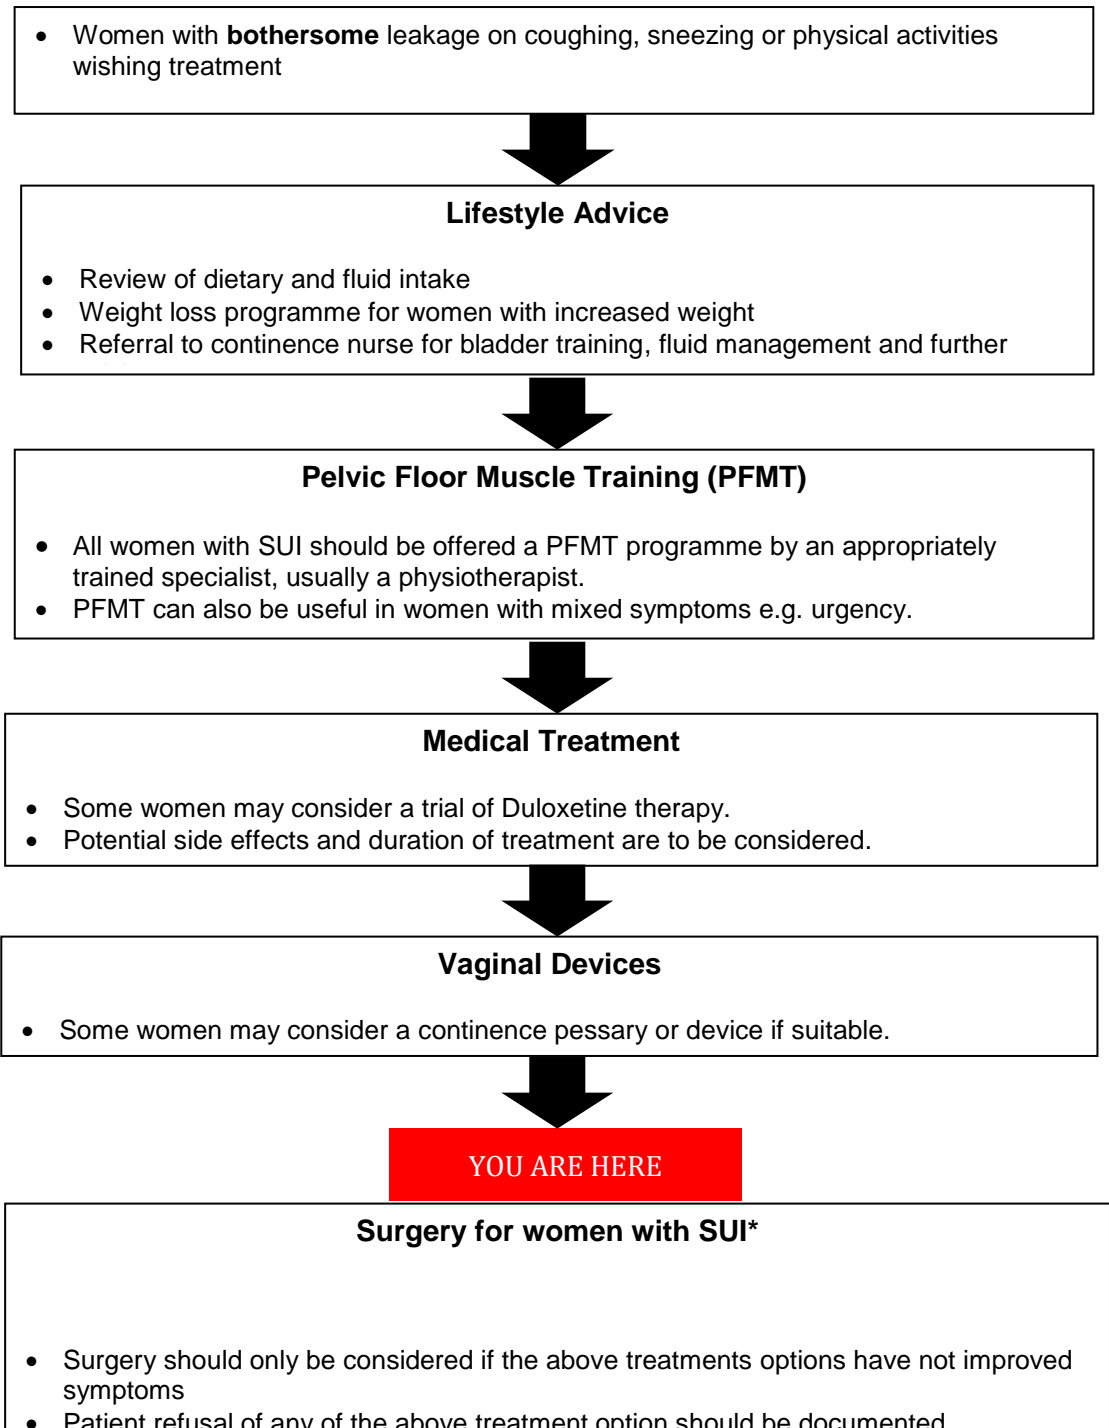 • Women with bothersome leakage on coughing, sneezing or physical activities
wishing treatment
Lifestyle Advice
• Review of dietary and fluid intake
• Weight loss programme for women with increased weight
• Referral to continence nurse for bladder training, fluid management and further
Pelvic Floor Muscle Training (PFMT)
• All women with SUI should be offered a PFMT programme by an appropriately
trained specialist, usually a physiotherapist.
• PFMT can also be useful in women with mixed symptoms e.g. urgency.
Medical Treatment
• Some women may consider a trial of Duloxetine therapy.
• Potential side effects and duration of treatment are to be considered.
Vaginal Devices
• Some women may consider a continence pessary or device if suitable.
YOU ARE HERE
Surgery for women with SUI*
• Surgery should only be considered if the above treatments options have not improved
symptoms
• Patient refusal of any of the above treatment option should be documented